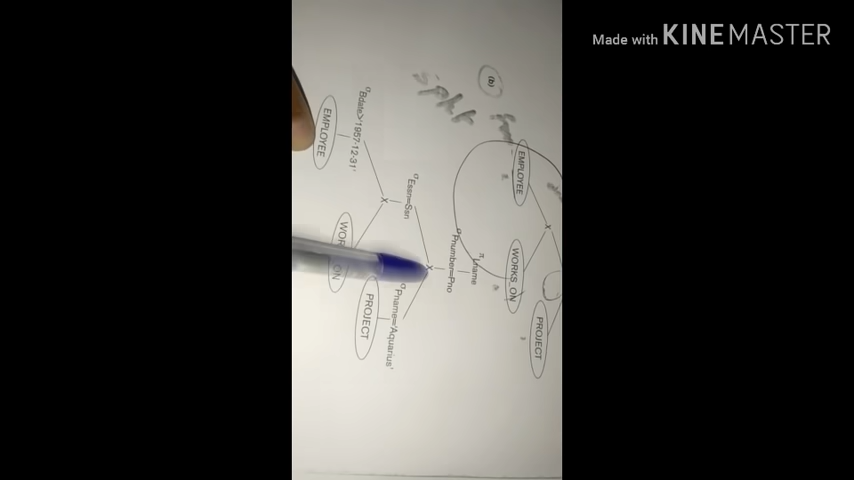 Made with KINEMASTER
(b)
EMPLOYEE
WORKS_ON
PROJECT
π Lname
σ Pnumber=Pno
X
σ Essn=Ssn
σ Pname='Aquarius'
X
PROJECT
σ Bdate>'1957-12-31'
EMPLOYEE
X